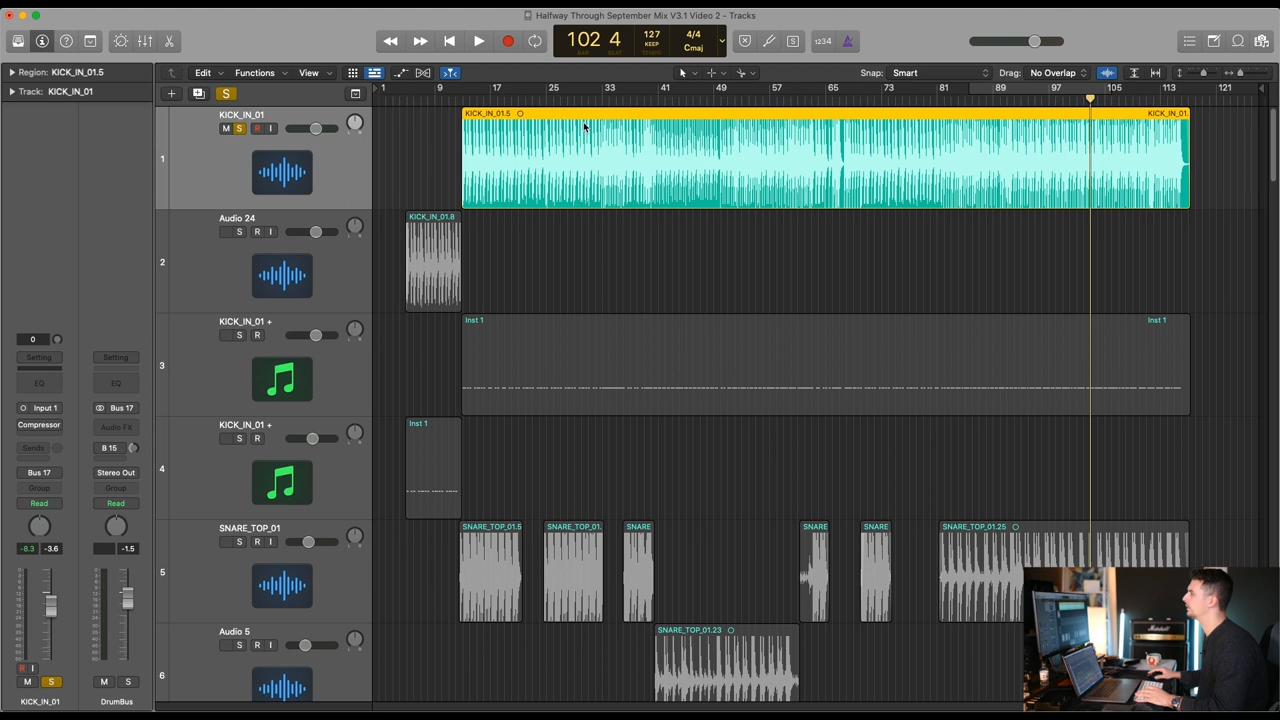 Halfway Through September Mix V3.1 Video 2 - Tracks
102 4
BAR BEAT
127
KEEP
TEMPO
4/4
Cmaj
1234
S
Region: KICK_IN_01.5
Track: KICK_IN_01
Edit Functions View
Snap: Smart
Drag: No Overlap
S
1 9 17 25 33 41 49 57 65 73 81 89 97 105 113 121
1
KICK_IN_01
M S R I
L R
KICK_IN_01.5
KICK_IN_01.
2
Audio 24
S R I
KICK_IN_01.8
3
KICK_IN_01 +
S R
Inst 1
Inst 1
4
KICK_IN_01 +
S R
Inst 1
5
SNARE_TOP_01
S R I
SNARE_TOP_01.5
SNARE_TOP_01.
SNARE
SNARE
SNARE
SNARE_TOP_01.25
6
Audio 5
S R I
SNARE_TOP_01.23
0
Setting
EQ
Input 1
Compressor
Sends
Bus 17
Group
Read
-8.3 -3.6
R I
M S
KICK_IN_01
Setting
EQ
Bus 17
Audio FX
B 15
Stereo Out
Group
Read
-1.5
M S
DrumBus
Marshall